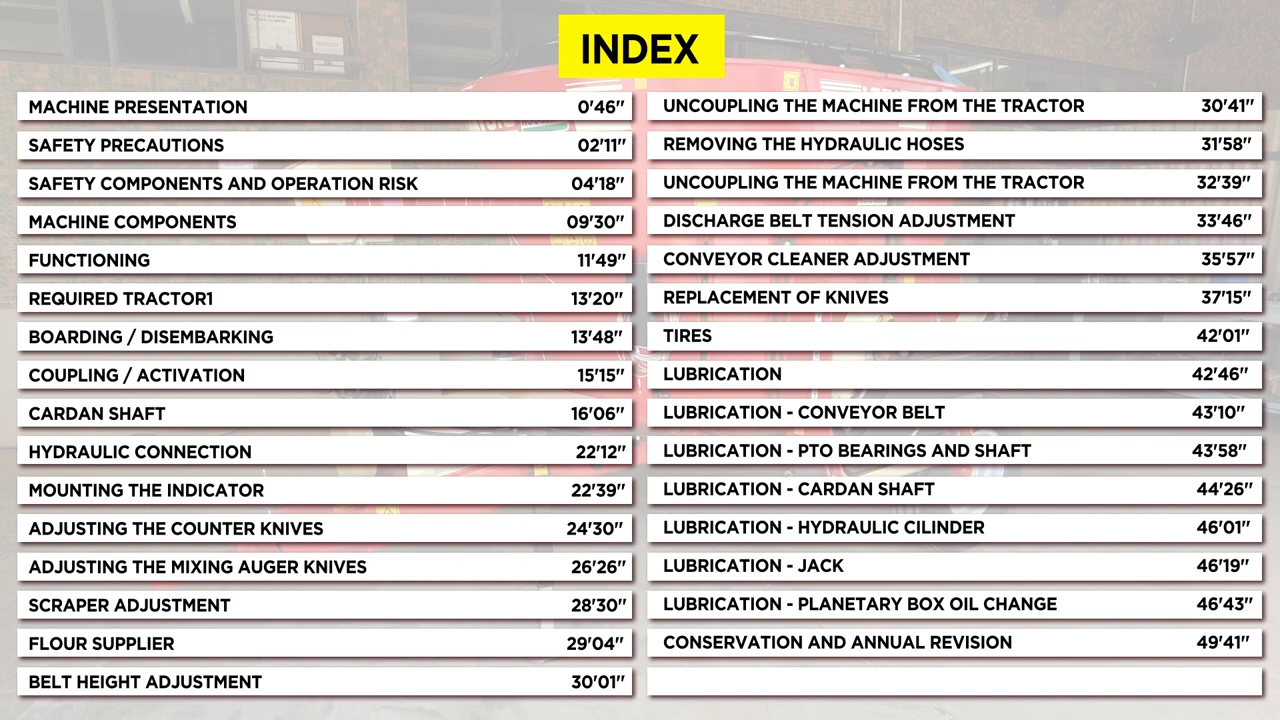 INDEX
MACHINE PRESENTATION 0'46"
SAFETY PRECAUTIONS 02'11"
SAFETY COMPONENTS AND OPERATION RISK 04'18"
MACHINE COMPONENTS 09'30"
FUNCTIONING 11'49"
REQUIRED TRACTOR1 13'20"
BOARDING / DISEMBARKING 13'48"
COUPLING / ACTIVATION 15'15"
CARDAN SHAFT 16'06"
HYDRAULIC CONNECTION 22'12"
MOUNTING THE INDICATOR 22'39"
ADJUSTING THE COUNTER KNIVES 24'30"
ADJUSTING THE MIXING AUGER KNIVES 26'26"
SCRAPER ADJUSTMENT 28'30"
FLOUR SUPPLIER 29'04"
BELT HEIGHT ADJUSTMENT 30'01"
UNCOUPLING THE MACHINE FROM THE TRACTOR 30'41"
REMOVING THE HYDRAULIC HOSES 31'58"
UNCOUPLING THE MACHINE FROM THE TRACTOR 32'39"
DISCHARGE BELT TENSION ADJUSTMENT 33'46"
CONVEYOR CLEANER ADJUSTMENT 35'57"
REPLACEMENT OF KNIVES 37'15"
TIRES 42'01"
LUBRICATION 42'46"
LUBRICATION - CONVEYOR BELT 43'10"
LUBRICATION - PTO BEARINGS AND SHAFT 43'58"
LUBRICATION - CARDAN SHAFT 44'26"
LUBRICATION - HYDRAULIC CILINDER 46'01"
LUBRICATION - JACK 46'19"
LUBRICATION - PLANETARY BOX OIL CHANGE 46'43"
CONSERVATION AND ANNUAL REVISION 49'41"